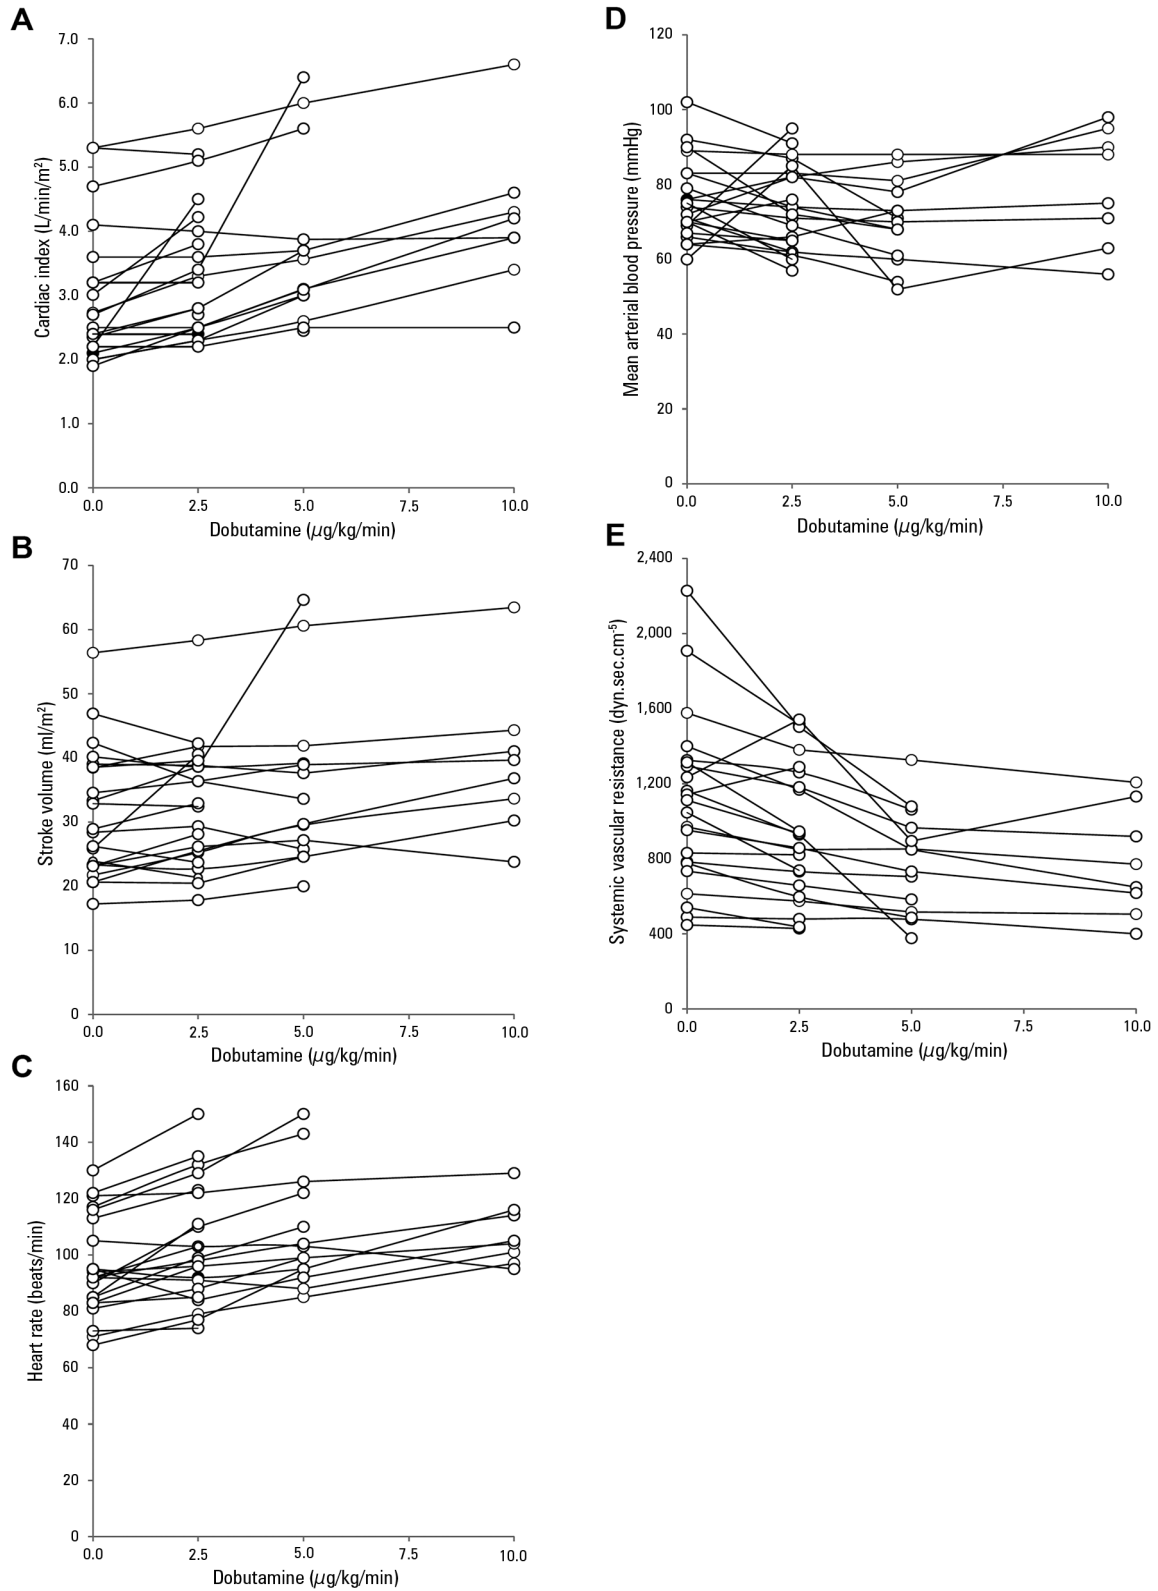 A
7.0
6.0
5.0
4.0
3.0
2.0
1.0
0.0
Cardiac index (L/min/m²)
0.0 2.5 5.0 7.5 10.0
Dobutamine (µg/kg/min)
B
70
60
50
40
30
20
10
0
Stroke volume (ml/m²)
0.0 2.5 5.0 7.5 10.0
Dobutamine (µg/kg/min)
C
160
140
120
100
80
60
40
20
0
Heart rate (beats/min)
0.0 2.5 5.0 7.5 10.0
Dobutamine (µg/kg/min)
D
120
100
80
60
40
20
0
Mean arterial blood pressure (mmHg)
0.0 2.5 5.0 7.5 10.0
Dobutamine (µg/kg/min)
E
2,400
2,000
1,600
1,200
800
400
0
Systemic vascular resistance (dyn.sec.cm⁻⁵)
0.0 2.5 5.0 7.5 10.0
Dobutamine (µg/kg/min)